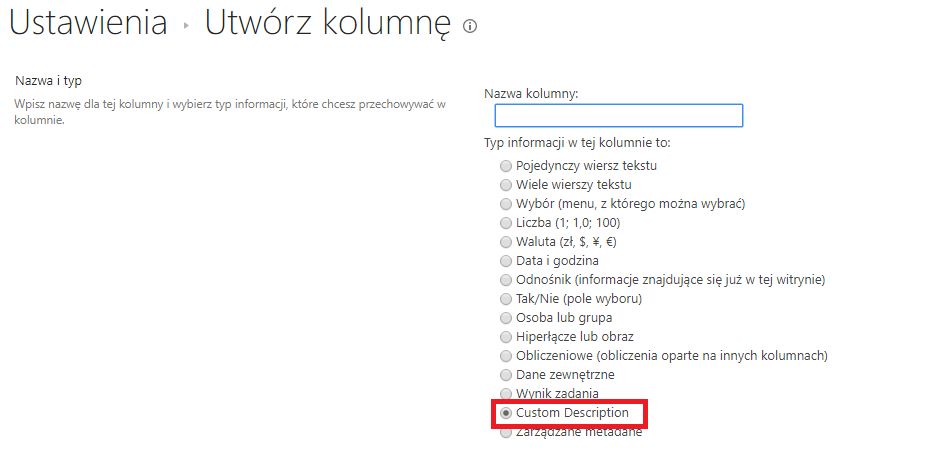 Ustawienia ▸ Utwórz kolumnę
Nazwa i typ
Wpisz nazwę dla tej kolumny i wybierz typ informacji, które chcesz przechowywać w
kolumnie.
Nazwa kolumny:
Typ informacji w tej kolumnie to:
Pojedynczy wiersz tekstu
Wiele wierszy tekstu
Wybór (menu, z którego można wybrać)
Liczba (1; 1,0; 100)
Waluta (zł, $, ¥, €)
Data i godzina
Odnośnik (informacje znajdujące się już w tej witrynie)
Tak/Nie (pole wyboru)
Osoba lub grupa
Hiperłącze lub obraz
Obliczeniowe (obliczenia oparte na innych kolumnach)
Dane zewnętrzne
Wynik zadania
Custom Description
Zarządzane metadane